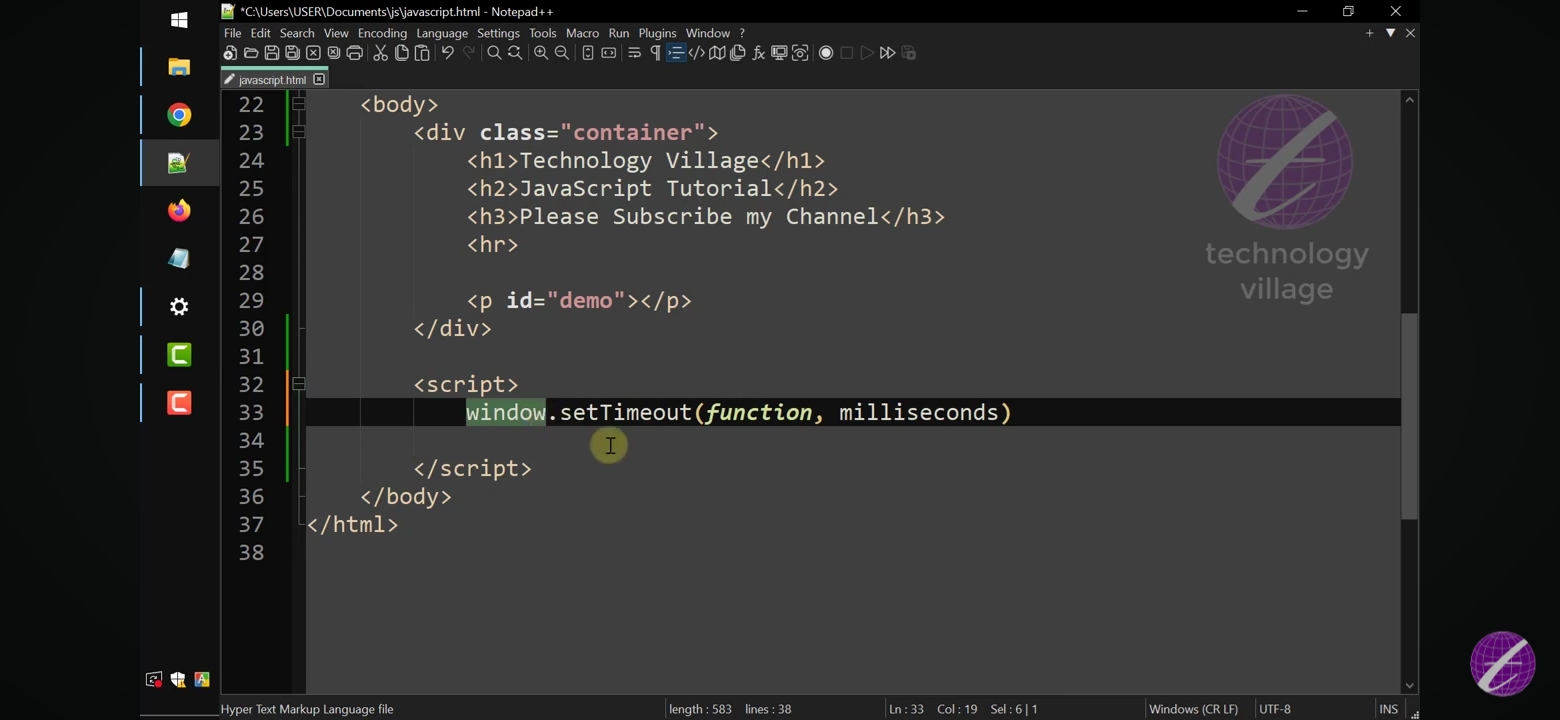 *C:\Users\USER\Documents\js\javascript.html - Notepad++
File Edit Search View Encoding Language Settings Tools Macro Run Plugins Window ?
javascript.html
22 <body>
23 <div class="container">
24 <h1>Technology Village</h1>
25 <h2>JavaScript Tutorial</h2>
26 <h3>Please Subscribe my Channel</h3>
27 <hr>
28
29 <p id="demo"></p>
30 </div>
31
32 <script>
33 window.setTimeout(function, milliseconds)
34
35 </script>
36 </body>
37 </html>
38
technology
village
Hyper Text Markup Language file length : 583 lines : 38 Ln : 33 Col : 19 Sel : 6 | 1 Windows (CR LF) UTF-8 INS